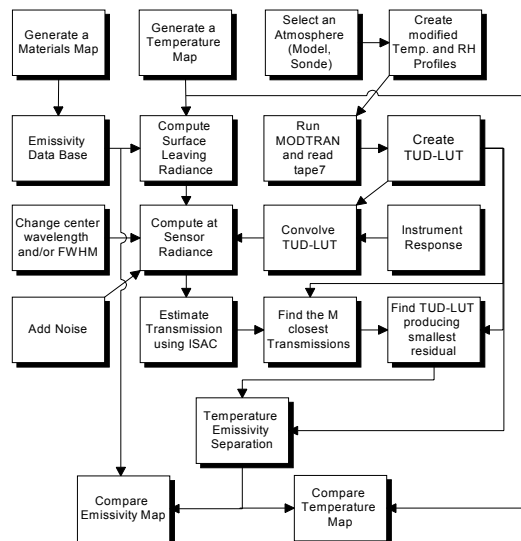 Generate a
Materials Map
Generate a
Temperature
Map
Select an
Atmosphere
(Model,
Sonde)
Create
modified
Temp. and RH
Profiles
Emissivity
Data Base
Compute
Surface
Leaving
Radiance
Run
MODTRAN
and read
tape7
Create
TUD-LUT
Change center
wavelength
and/or FWHM
Compute at
Sensor
Radiance
Convolve
TUD-LUT
Instrument
Response
Add Noise
Estimate
Transmission
using ISAC
Find the M
closest
Transmissions
Find TUD-LUT
producing
smallest
residual
Temperature
Emissivity
Separation
Compare
Emissivity Map
Compare
Temperature
Map